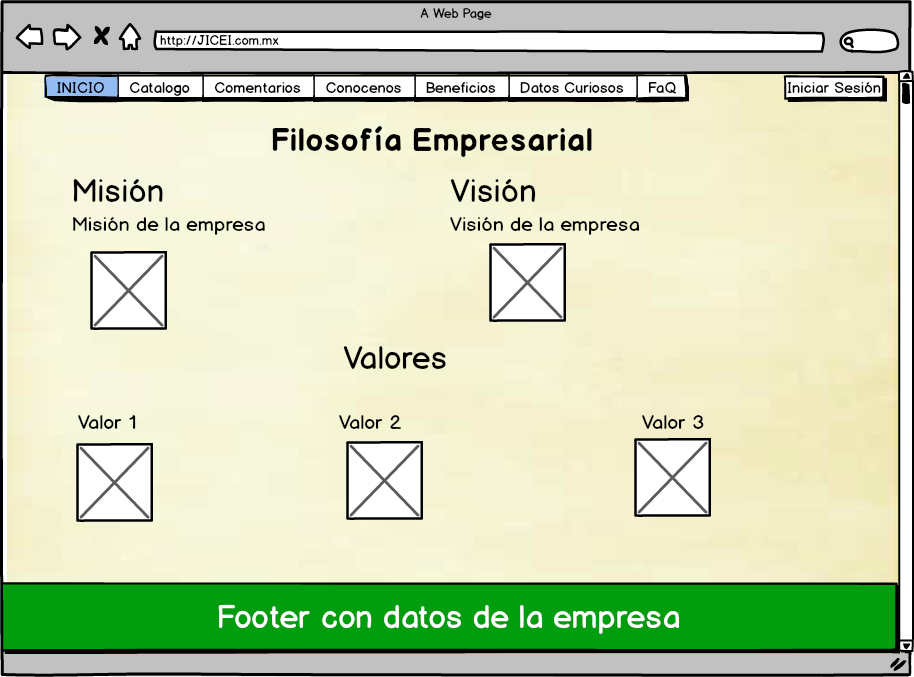 A Web Page
http://JICEI.com.mx
INICIO Catalogo Comentarios Conocenos Beneficios Datos Curiosos FaQ Iniciar Sesión
Filosofía Empresarial
Misión Visión
Misión de la empresa Visión de la empresa
Valores
Valor 1 Valor 2 Valor 3
Footer con datos de la empresa